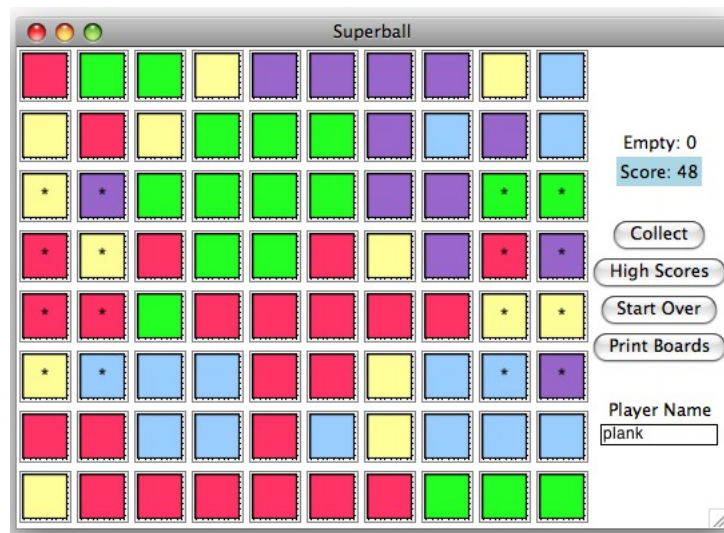 Superball
Empty: 0
Score: 48
* * * *
* * * *
Collect
High Scores
* * * *
Start Over
Print Boards
* * * *
Player Name
plank